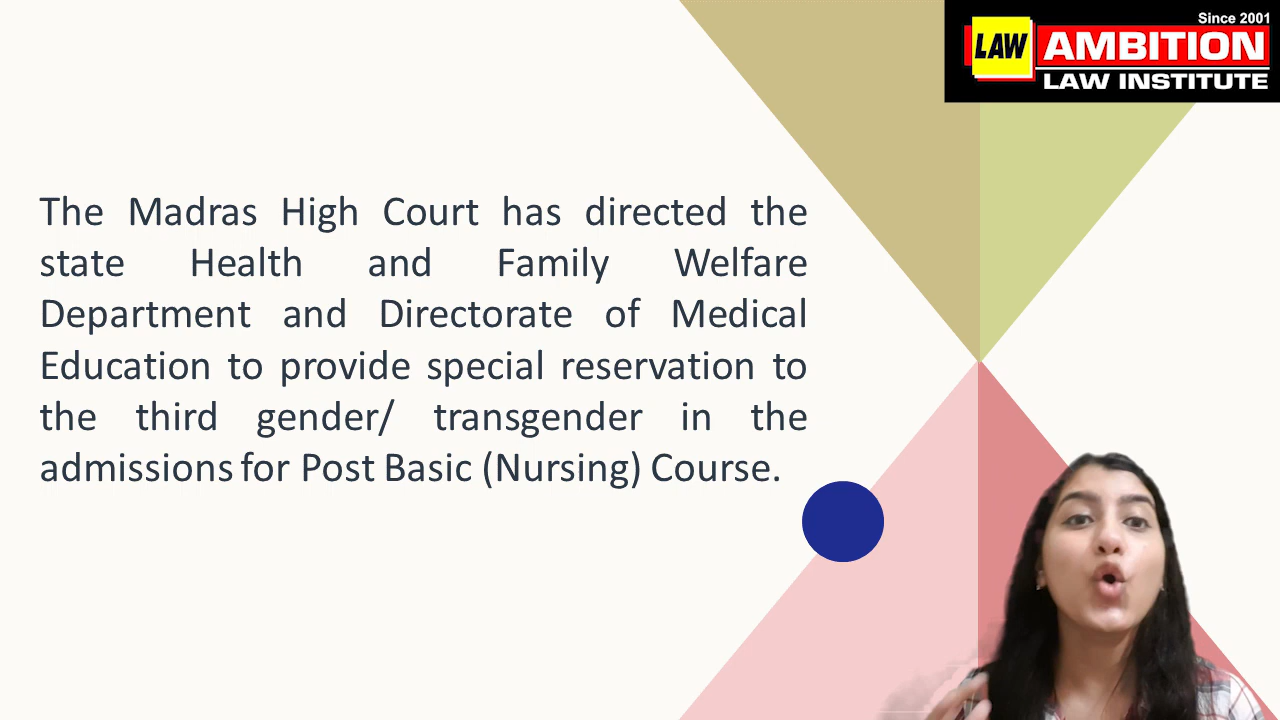 Since 2001
LAW AMBITION
LAW INSTITUTE
The Madras High Court has directed the
state Health and Family Welfare
Department and Directorate of Medical
Education to provide special reservation to
the third gender/ transgender in the
admissions for Post Basic (Nursing) Course.